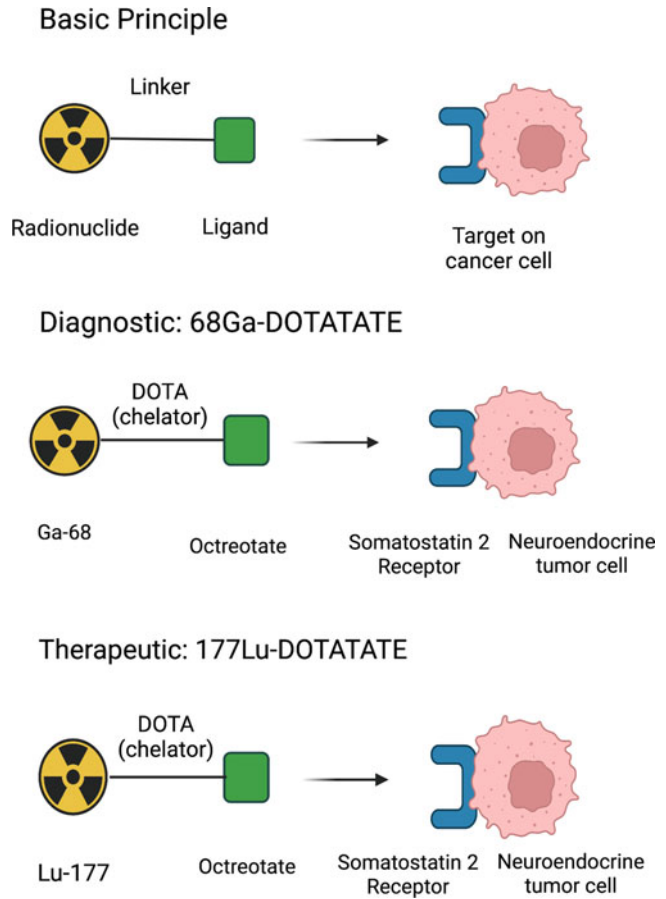 Basic Principle
Linker
Radionuclide
Ligand
Target on
cancer cell
Diagnostic: 68Ga-DOTATATE
DOTA
(chelator)
Ga-68
Octreotate
Somatostatin 2
Receptor
Neuroendocrine
tumor cell
Therapeutic: 177Lu-DOTATATE
DOTA
(chelator)
Lu-177
Octreotate
Somatostatin 2
Receptor
Neuroendocrine
tumor cell